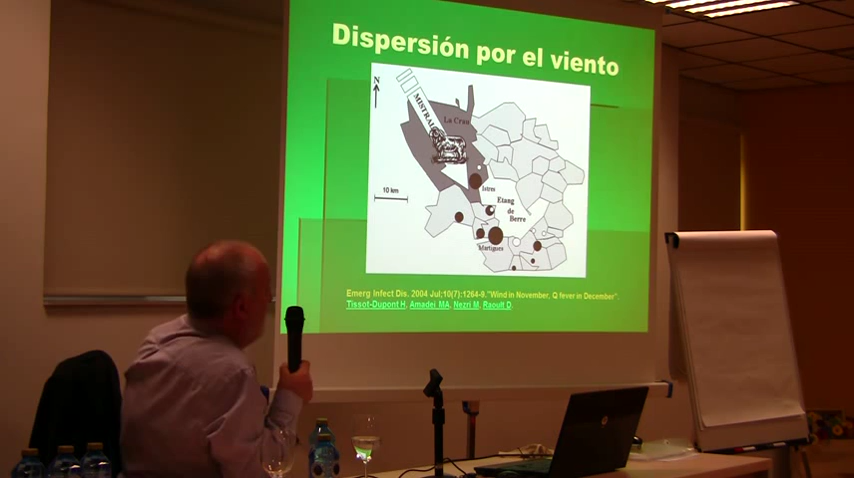 Dispersión por el viento
N
MISTRAL
La Crau
10 km
Istres
Etang
de
Berre
Martigues
Emerg Infect Dis. 2004 Jul;10(7):1264-9."Wind in November, Q fever in December".
Tissot-Dupont H, Amadei MA, Nezri M, Raoult D.